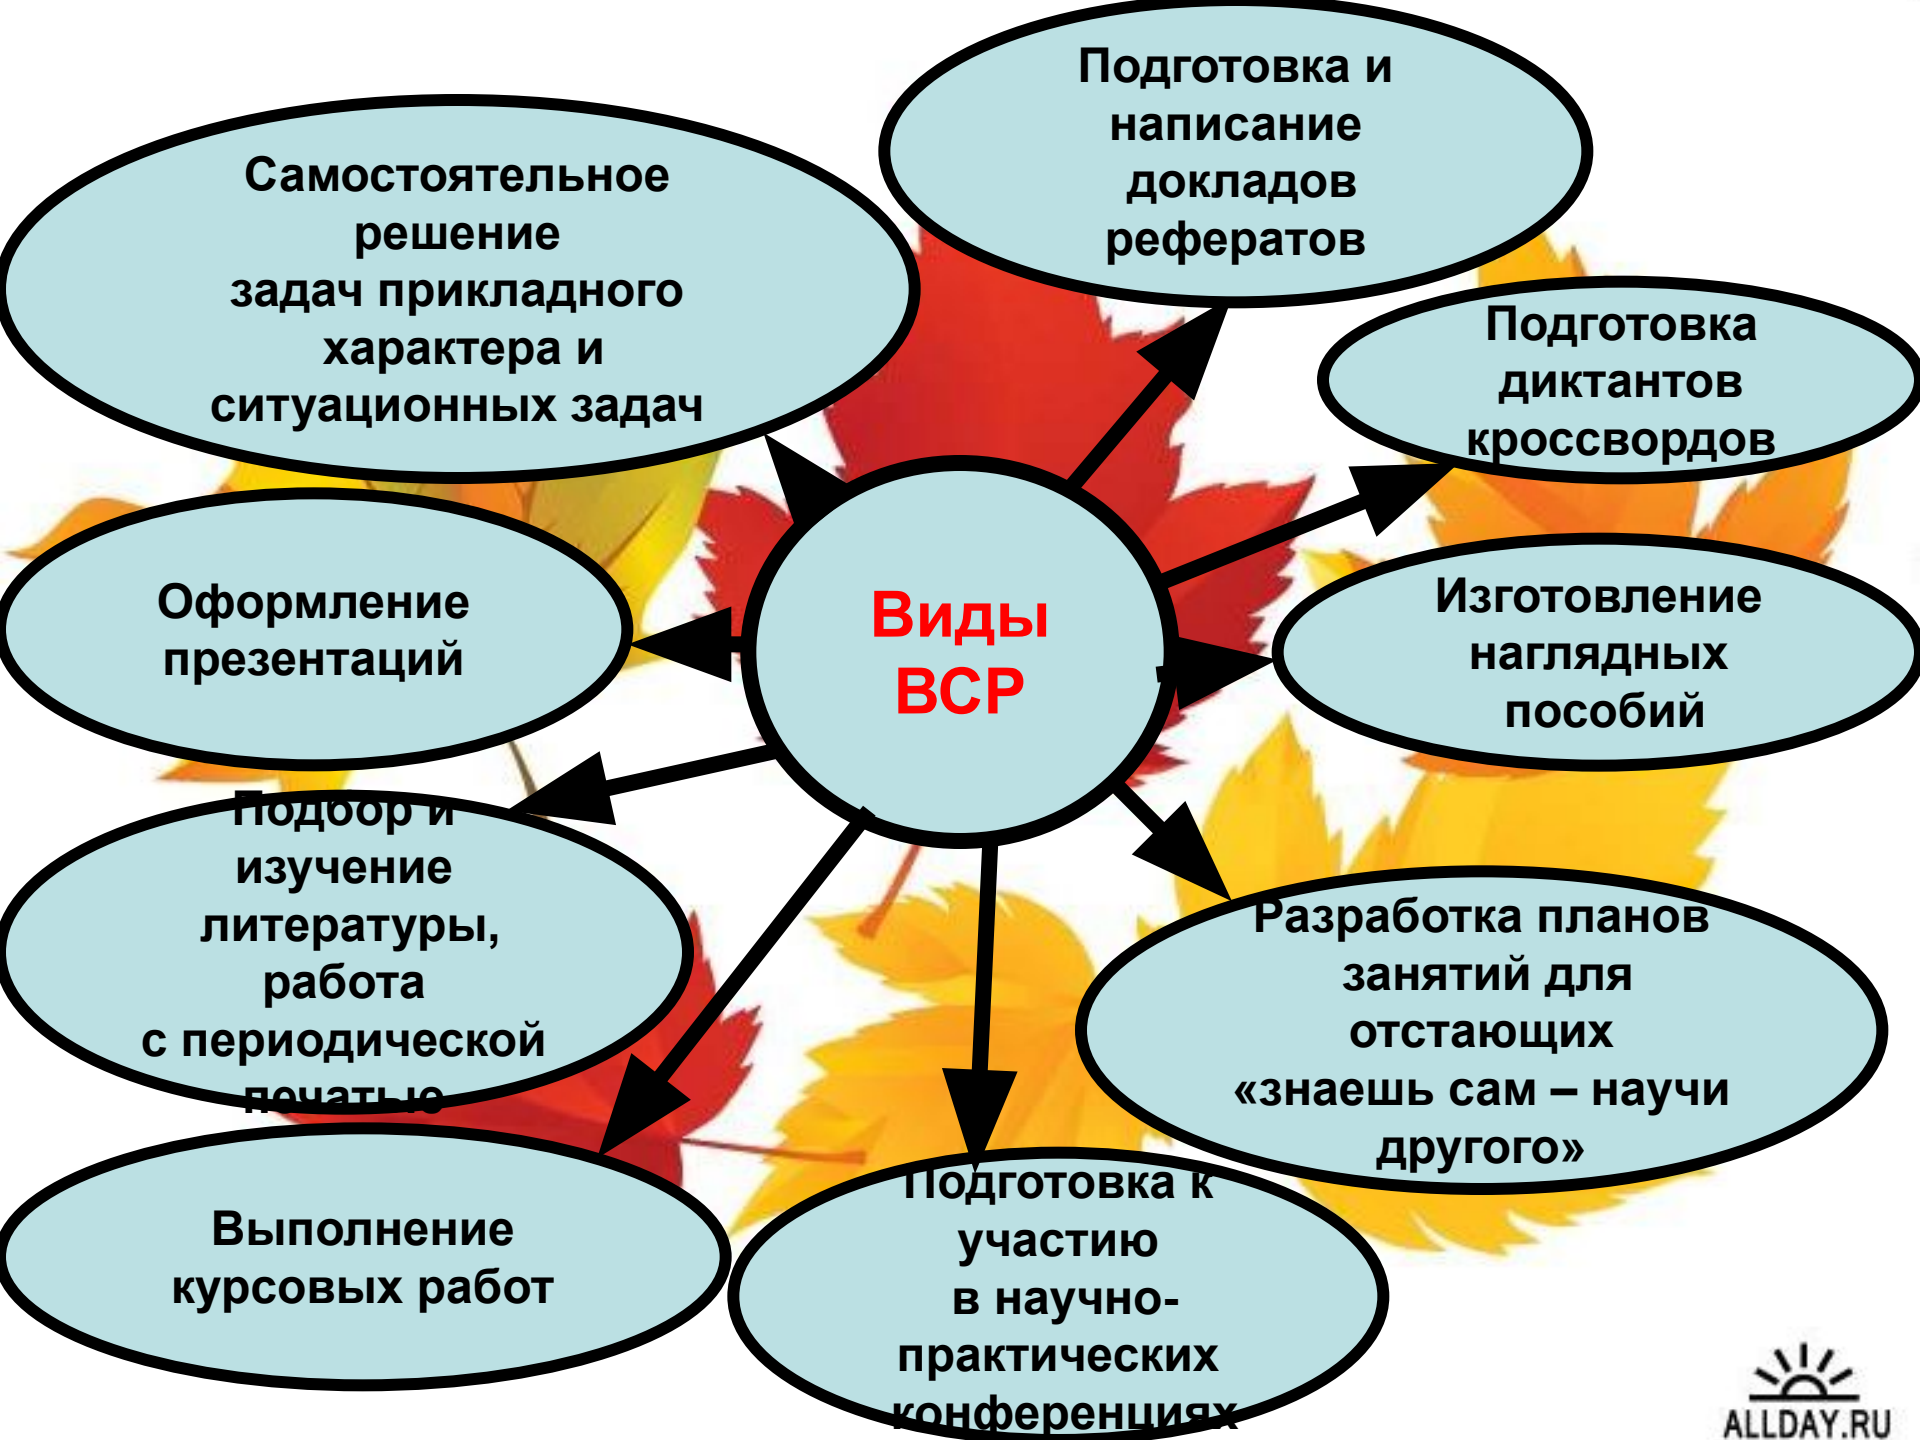 Подготовка и
написание
докладов
рефератов
Самостоятельное
решение
задач прикладного
характера и
ситуационных задач
Подготовка
диктантов
кроссвордов
Оформление
презентаций
Виды
ВСР
Изготовление
наглядных
пособий
Подбор и
изучение
литературы,
работа
с периодической
печатью
Разработка планов
занятий для
отстающих
«знаешь сам – научи
другого»
Выполнение
курсовых работ
Подготовка к
участию
в научно-
практических
конференциях
ALLDAY.RU